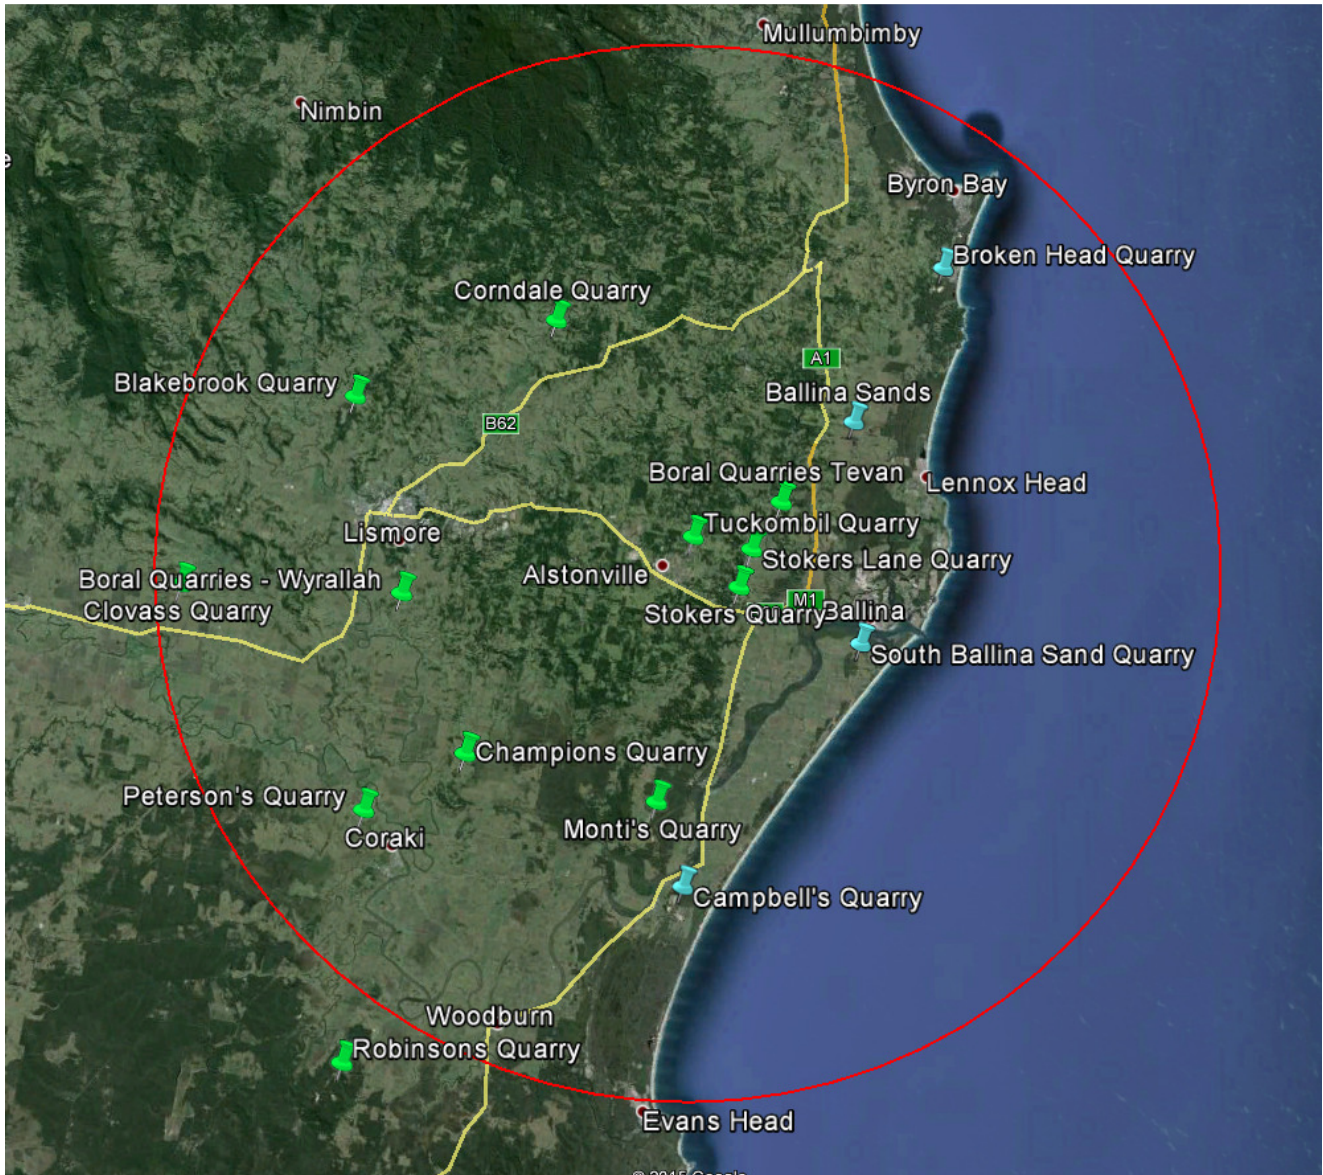 Mullumbimby
Nimbin
e
Byron Bay
Broken Head Quarry
Corndale Quarry
A1
Blakebrook Quarry
Ballina Sands
B62
Boral Quarries Tevan
Lennox Head
Tuckombil Quarry
Lismore
Stokers Lane Quarry
Alstonville
Boral Quarries - Wyrallah
M1
Clovass Quarry
Stokers Quarry
Ballina
South Ballina Sand Quarry
Champions Quarry
Peterson's Quarry
Monti's Quarry
Coraki
Campbell's Quarry
Woodburn
Robinsons Quarry
Evans Head
© 2015 Google